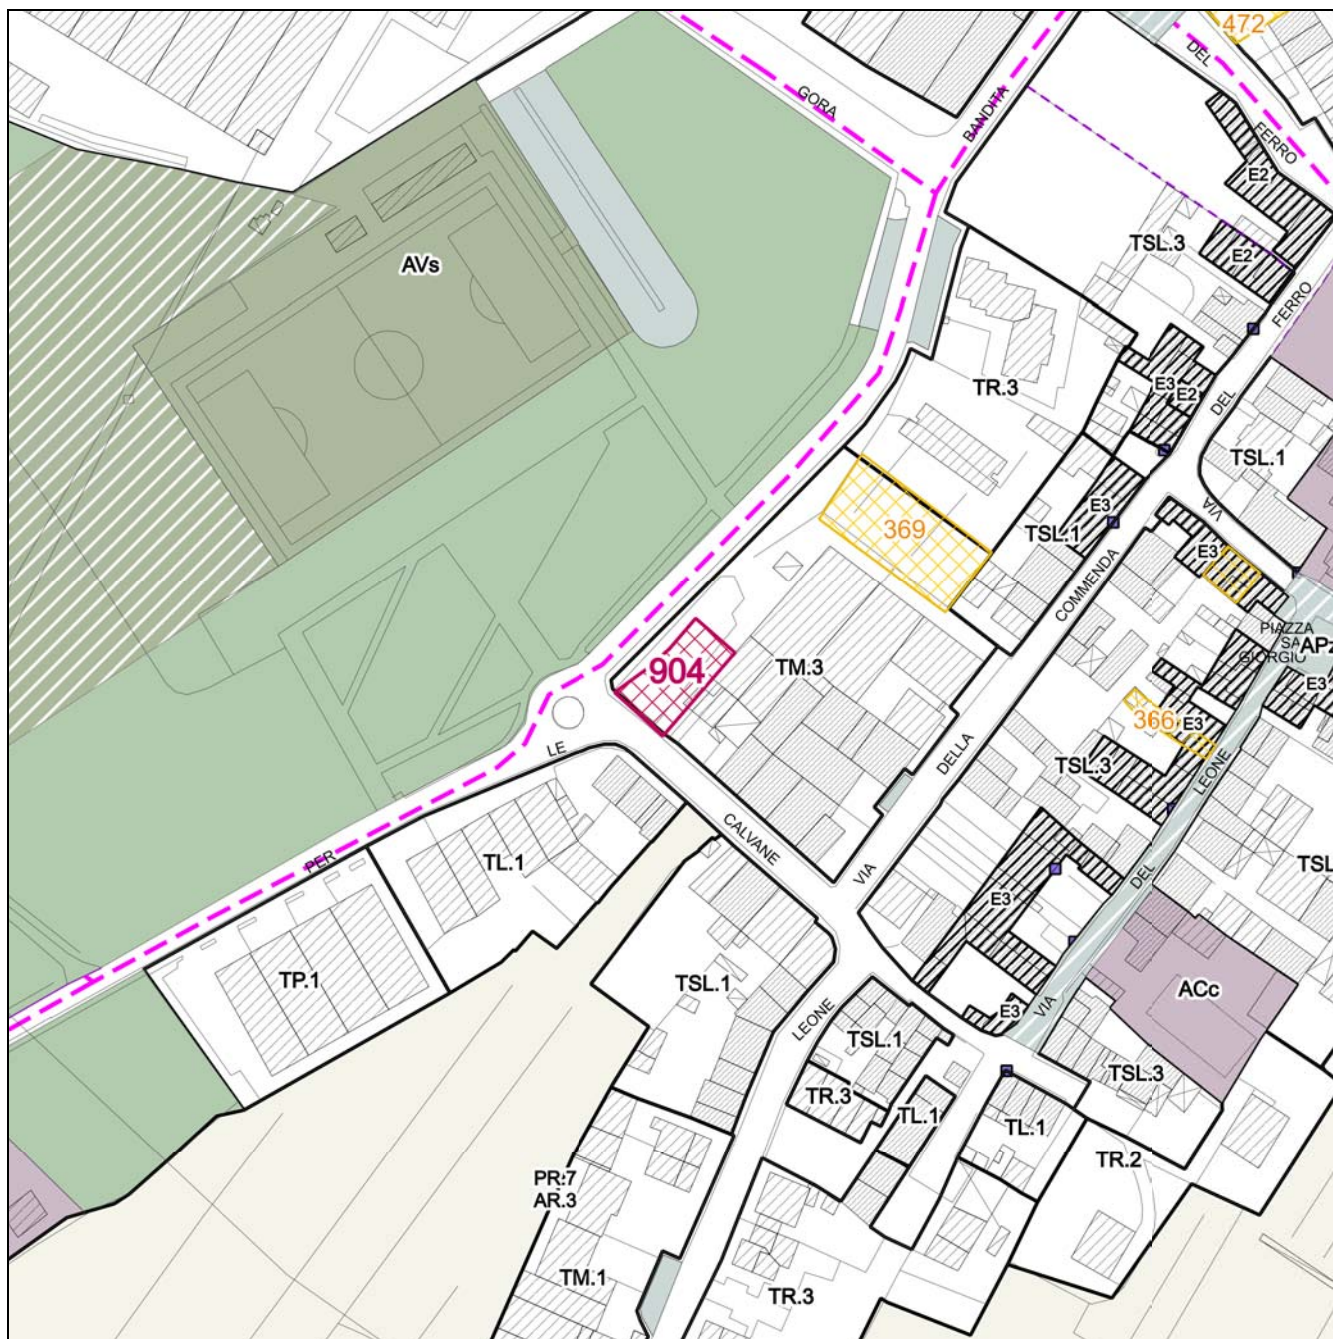 472
DEL
GORA
BANDITA
FERRO
E2
TSL.3
E2
AVs
FERRO
TR.3
E3
E2
DEL
TSL.1
E3
VIA
369
TSL.1
E3
COMMENDA
PIAZZA
SA
GIORGIO
APz
904
TM.3
E3
366
E3
LE
DELLA
TSL.3
LEONE
CALVANE
PER
TL.1
VIA
DEL
TSL
E3
TP.1
TSL.1
ACc
LEONE
E3
VIA
TSL.1
TSL.3
TR.3
TL.1
TL.1
TR.2
PR.7
AR.3
TM.1
TR.3